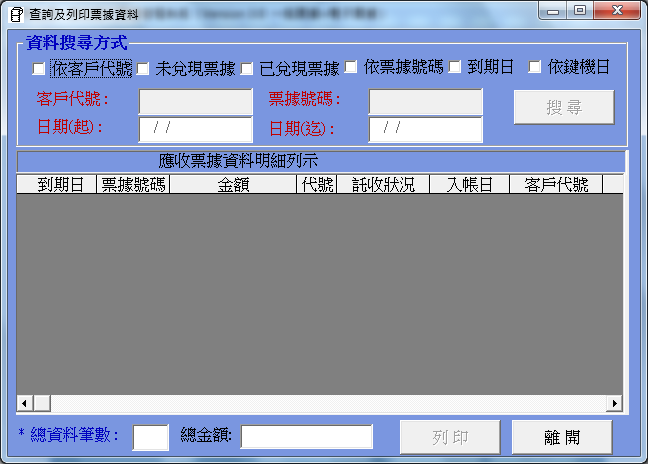 查詢及列印票據資料
資料搜尋方式
依客戶代號 未兌現票據 已兌現票據 依票據號碼 到期日 依鍵機日
客戶代號： 票據號碼：
搜尋
日期(起)： / / 日期(迄)： / /
應收票據資料明細列示
到期日 票據號碼 金額 代號 託收狀況 入帳日 客戶代號
* 總資料筆數： 總金額: 列印 離開